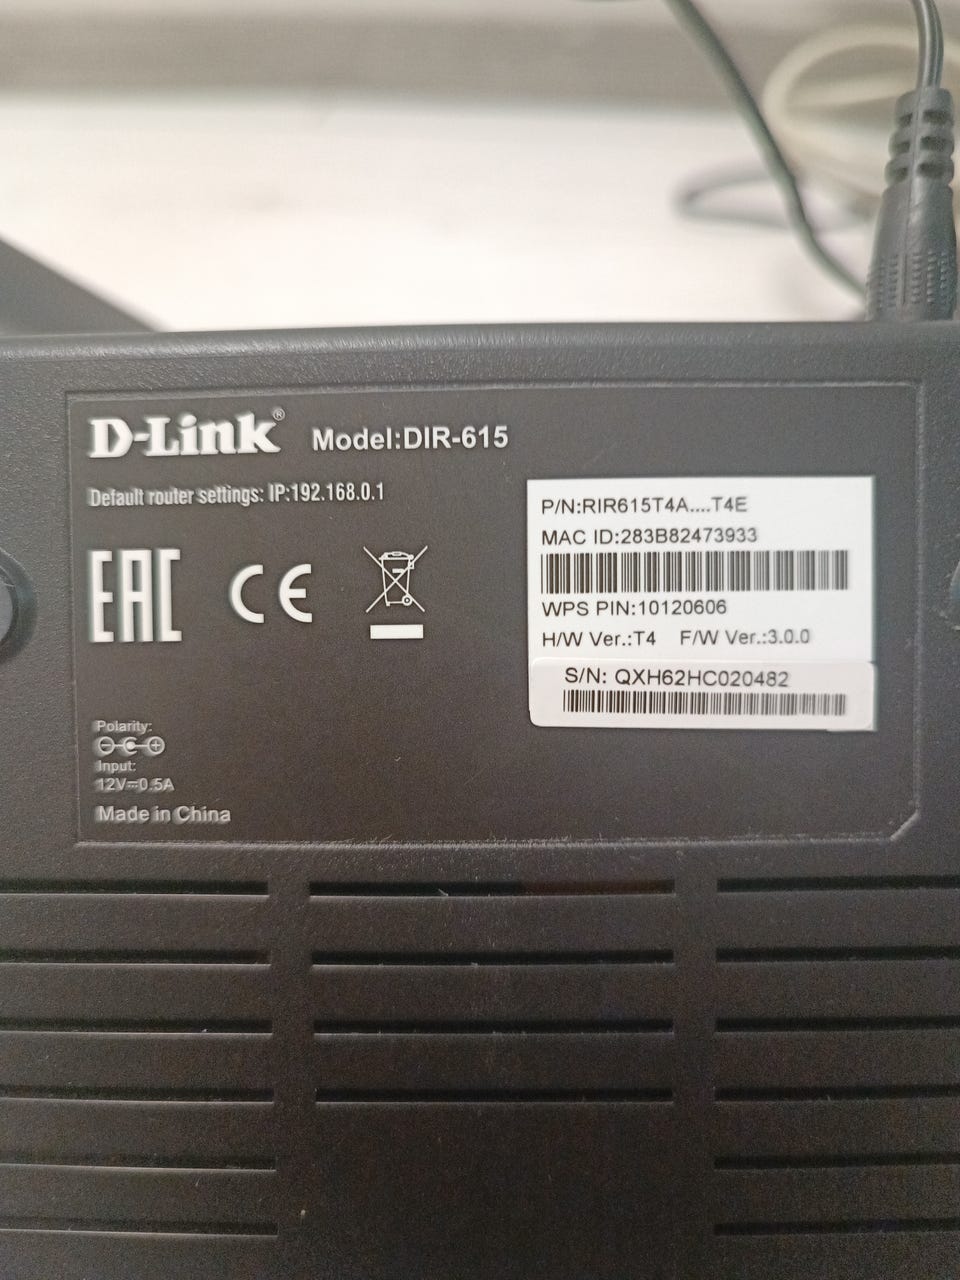 D-Link® Model:DIR-615
Default router settings: IP:192.168.0.1
EAC CE
Polarity:
Input:
12V⎓0.5A
Made in China
P/N:RIR615T4A....T4E
MAC ID:283B82473933
WPS PIN:10120606
H/W Ver.:T4 F/W Ver.:3.0.0
S/N: QXH62HC020482